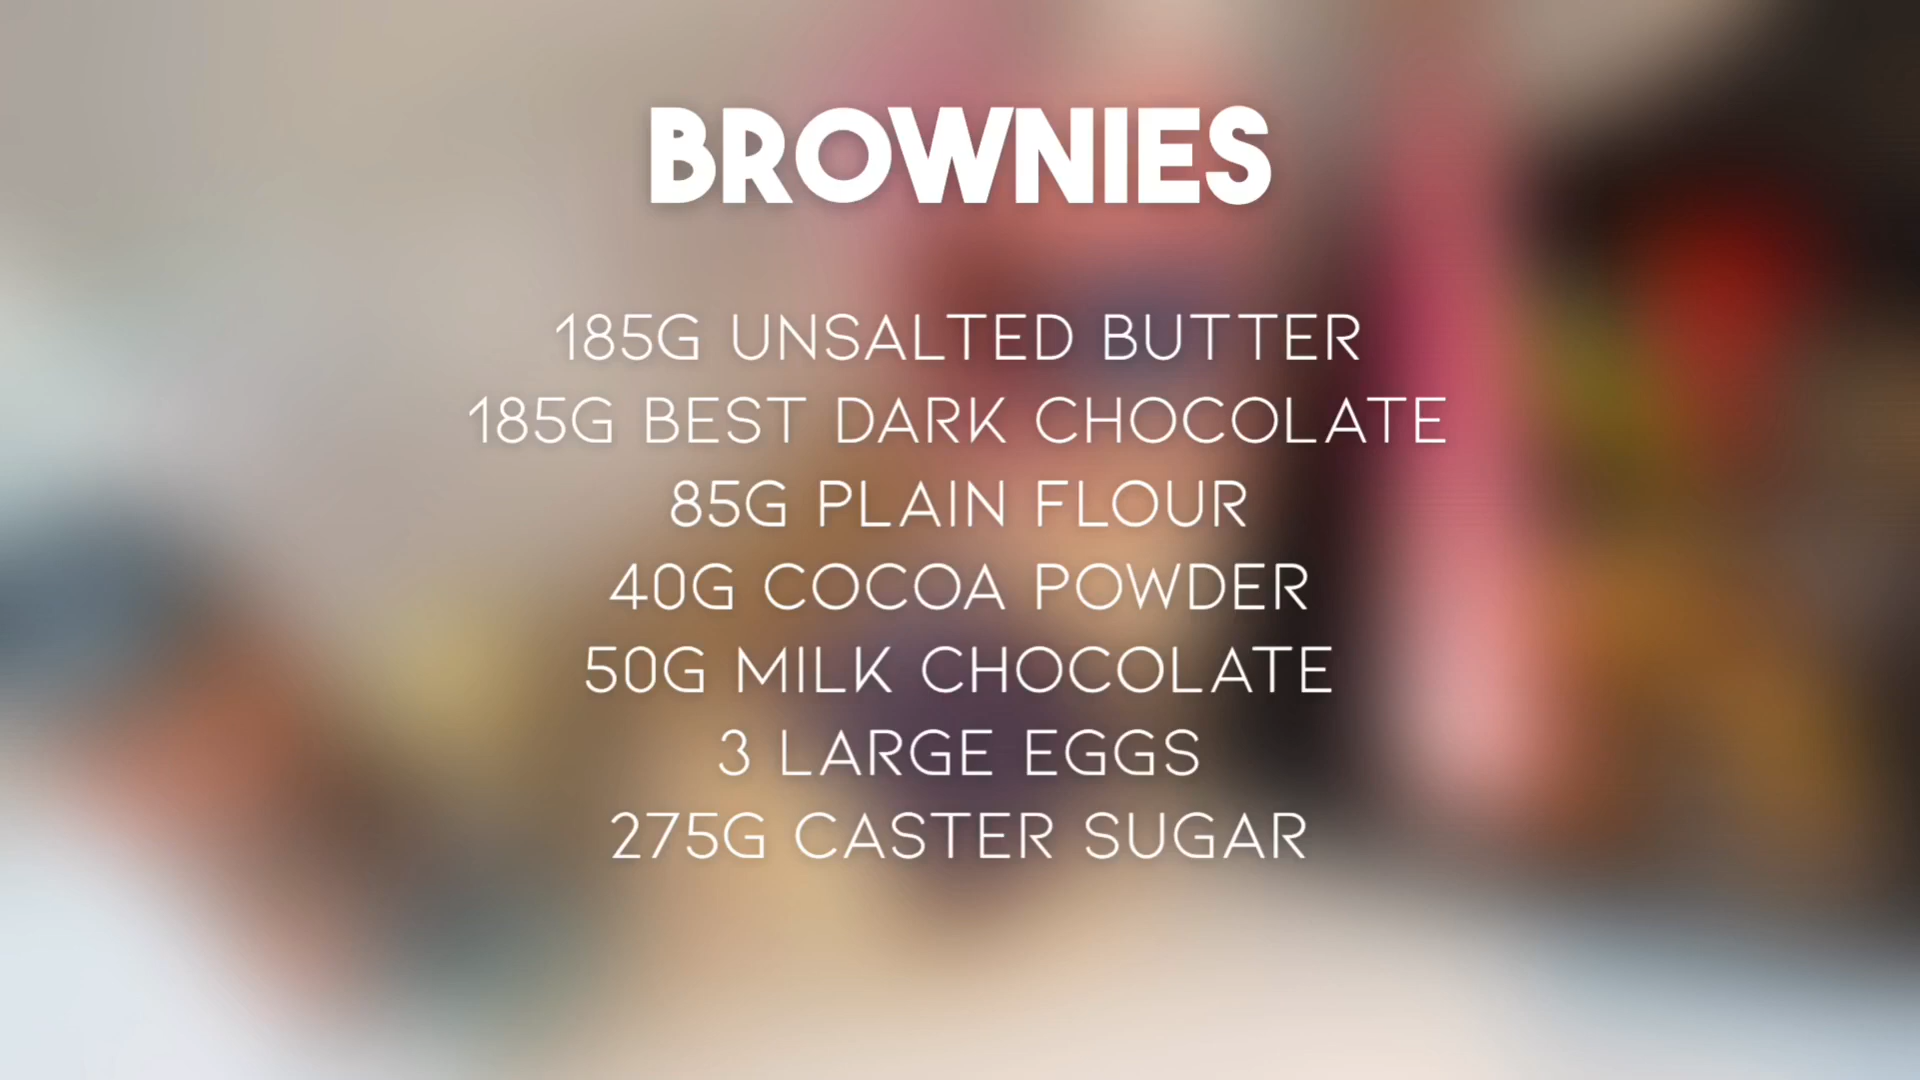 BROWNIES
185G UNSALTED BUTTER
185G BEST DARK CHOCOLATE
85G PLAIN FLOUR
40G COCOA POWDER
50G MILK CHOCOLATE
3 LARGE EGGS
275G CASTER SUGAR